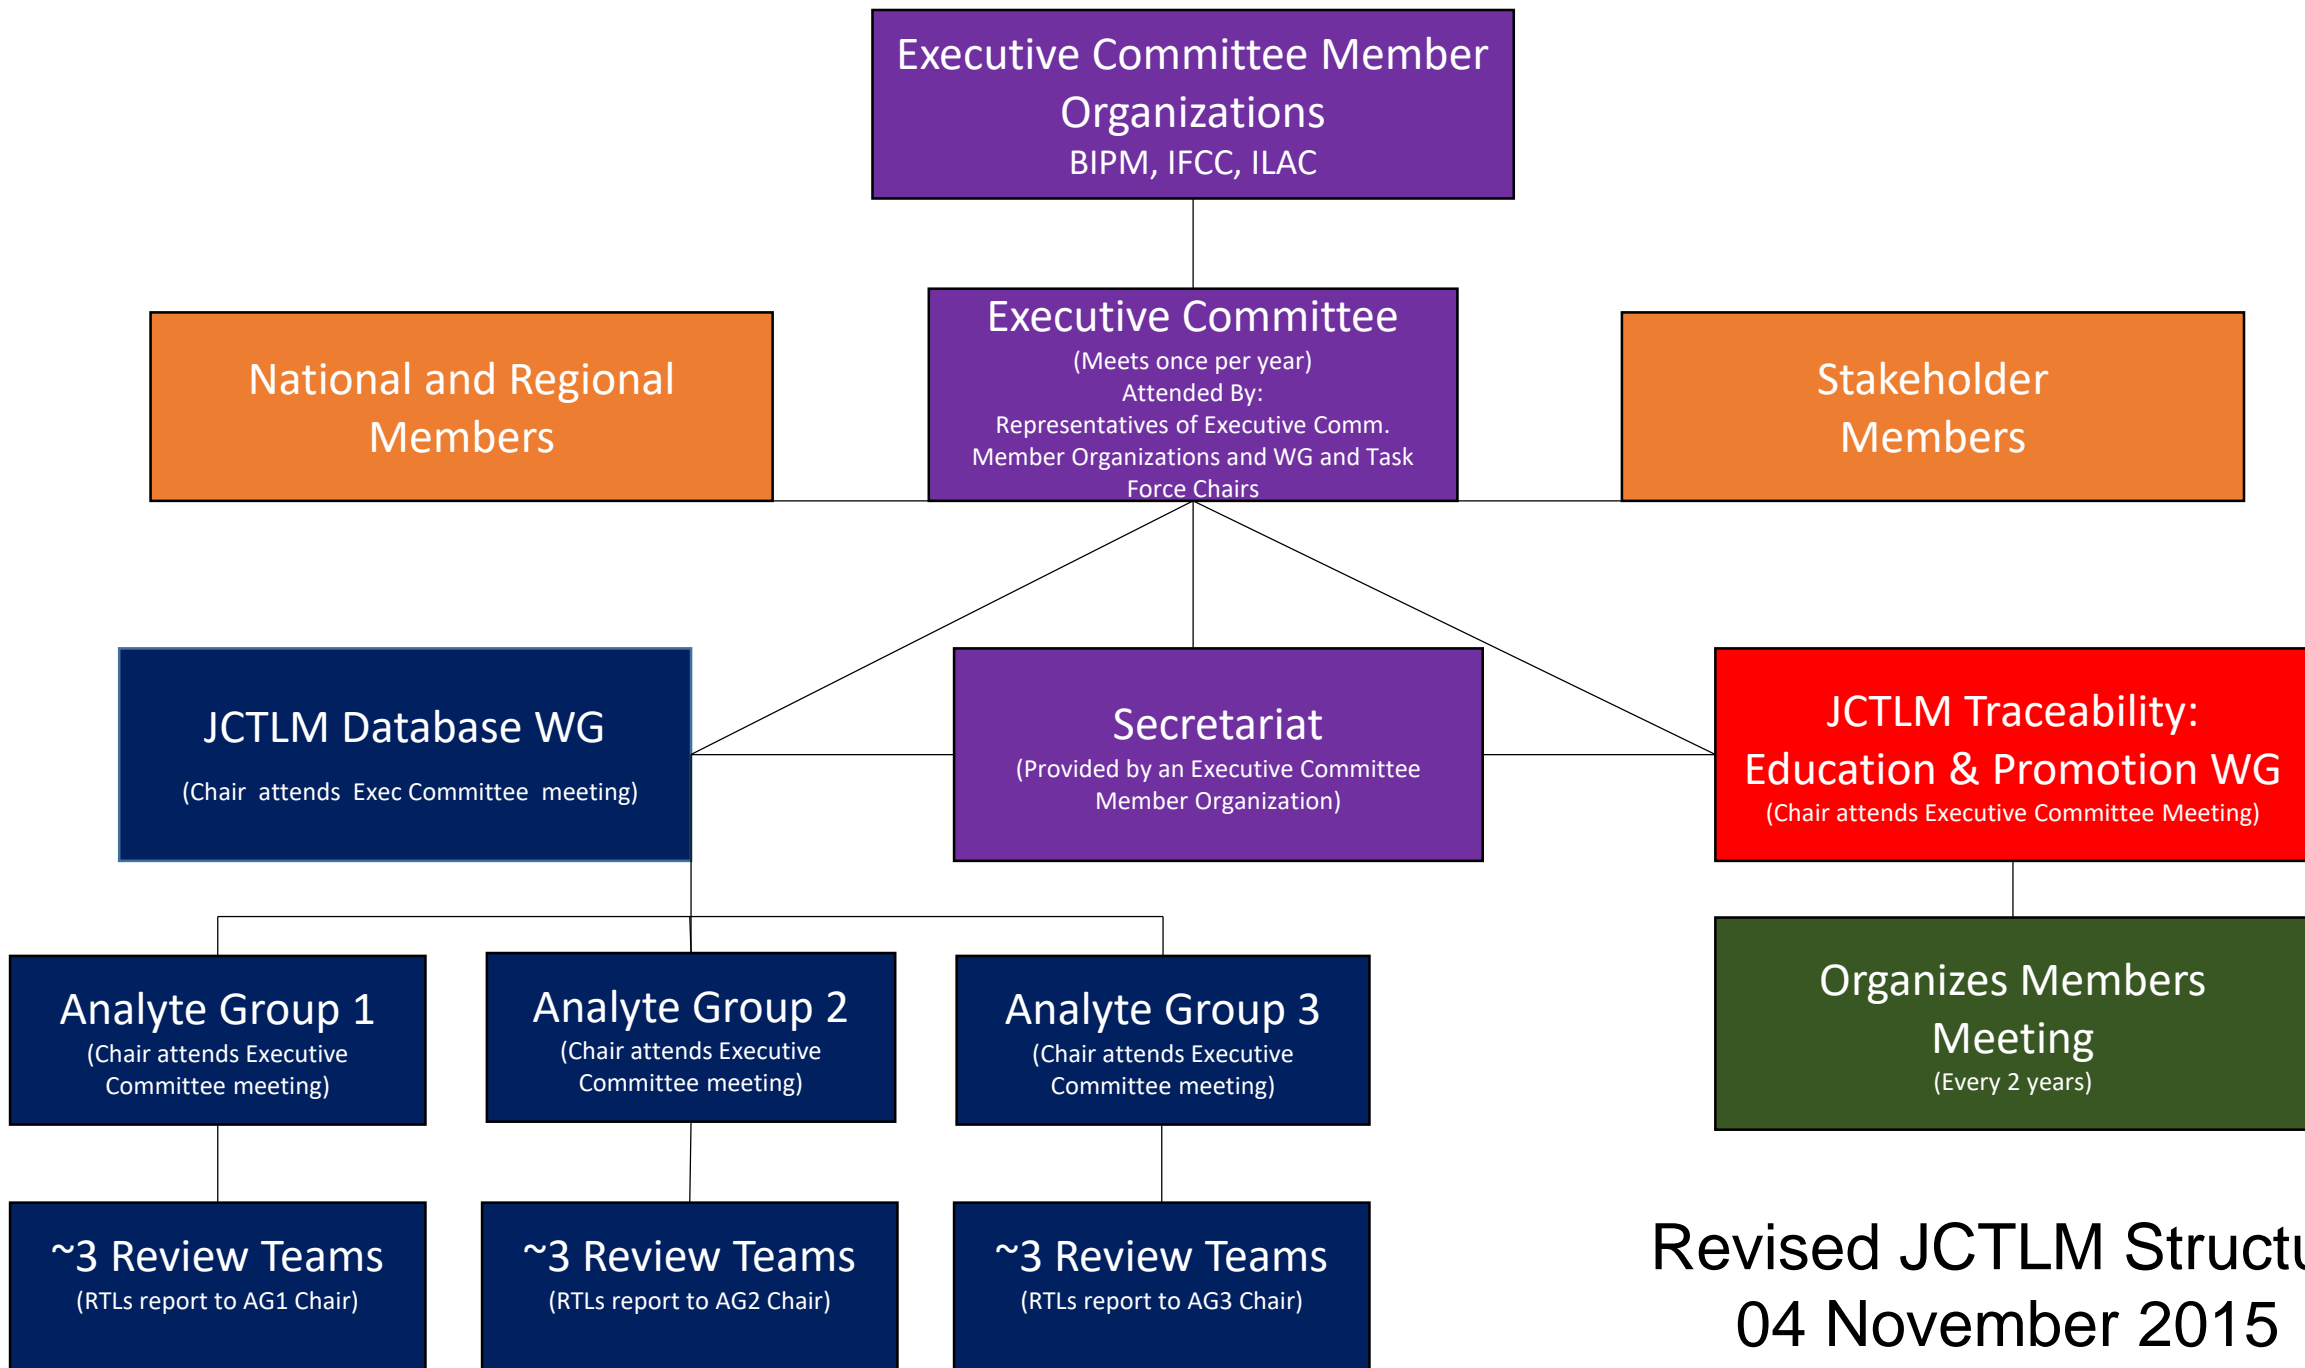 Executive Committee Member
Organizations
BIPM, IFCC, ILAC
National and Regional
Members
Executive Committee
(Meets once per year)
Attended By:
Representatives of Executive Comm.
Member Organizations and WG and Task
Force Chairs
Stakeholder
Members
JCTLM Database WG
(Chair attends Exec Committee meeting)
Secretariat
(Provided by an Executive Committee
Member Organization)
JCTLM Traceability:
Education & Promotion WG
(Chair attends Executive Committee Meeting)
Analyte Group 1
(Chair attends Executive
Committee meeting)
Analyte Group 2
(Chair attends Executive
Committee meeting)
Analyte Group 3
(Chair attends Executive
Committee meeting)
Organizes Members
Meeting
(Every 2 years)
~3 Review Teams
(RTLs report to AG1 Chair)
~3 Review Teams
(RTLs report to AG2 Chair)
~3 Review Teams
(RTLs report to AG3 Chair)
Revised JCTLM
04 November 2015